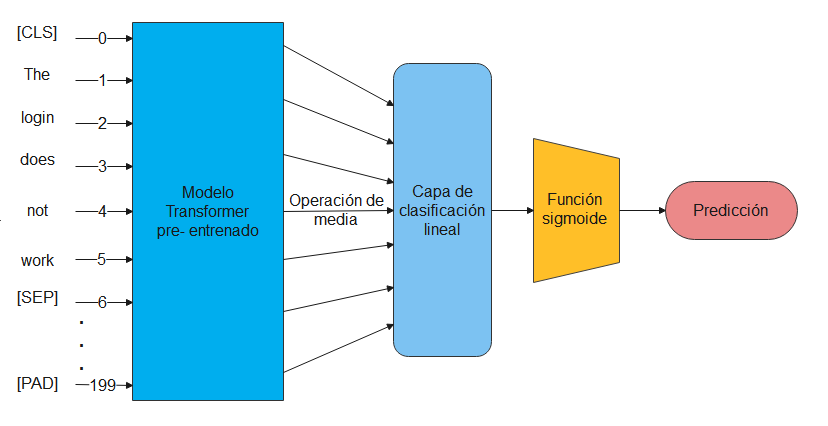 [CLS] 0
The 1
login 2
does 3
not 4
work 5
[SEP] 6
.
.
.
[PAD] 199
Modelo
Transformer
pre- entrenado
Operación de
media
Capa de
clasificación
lineal
Función
sigmoide
Predicción